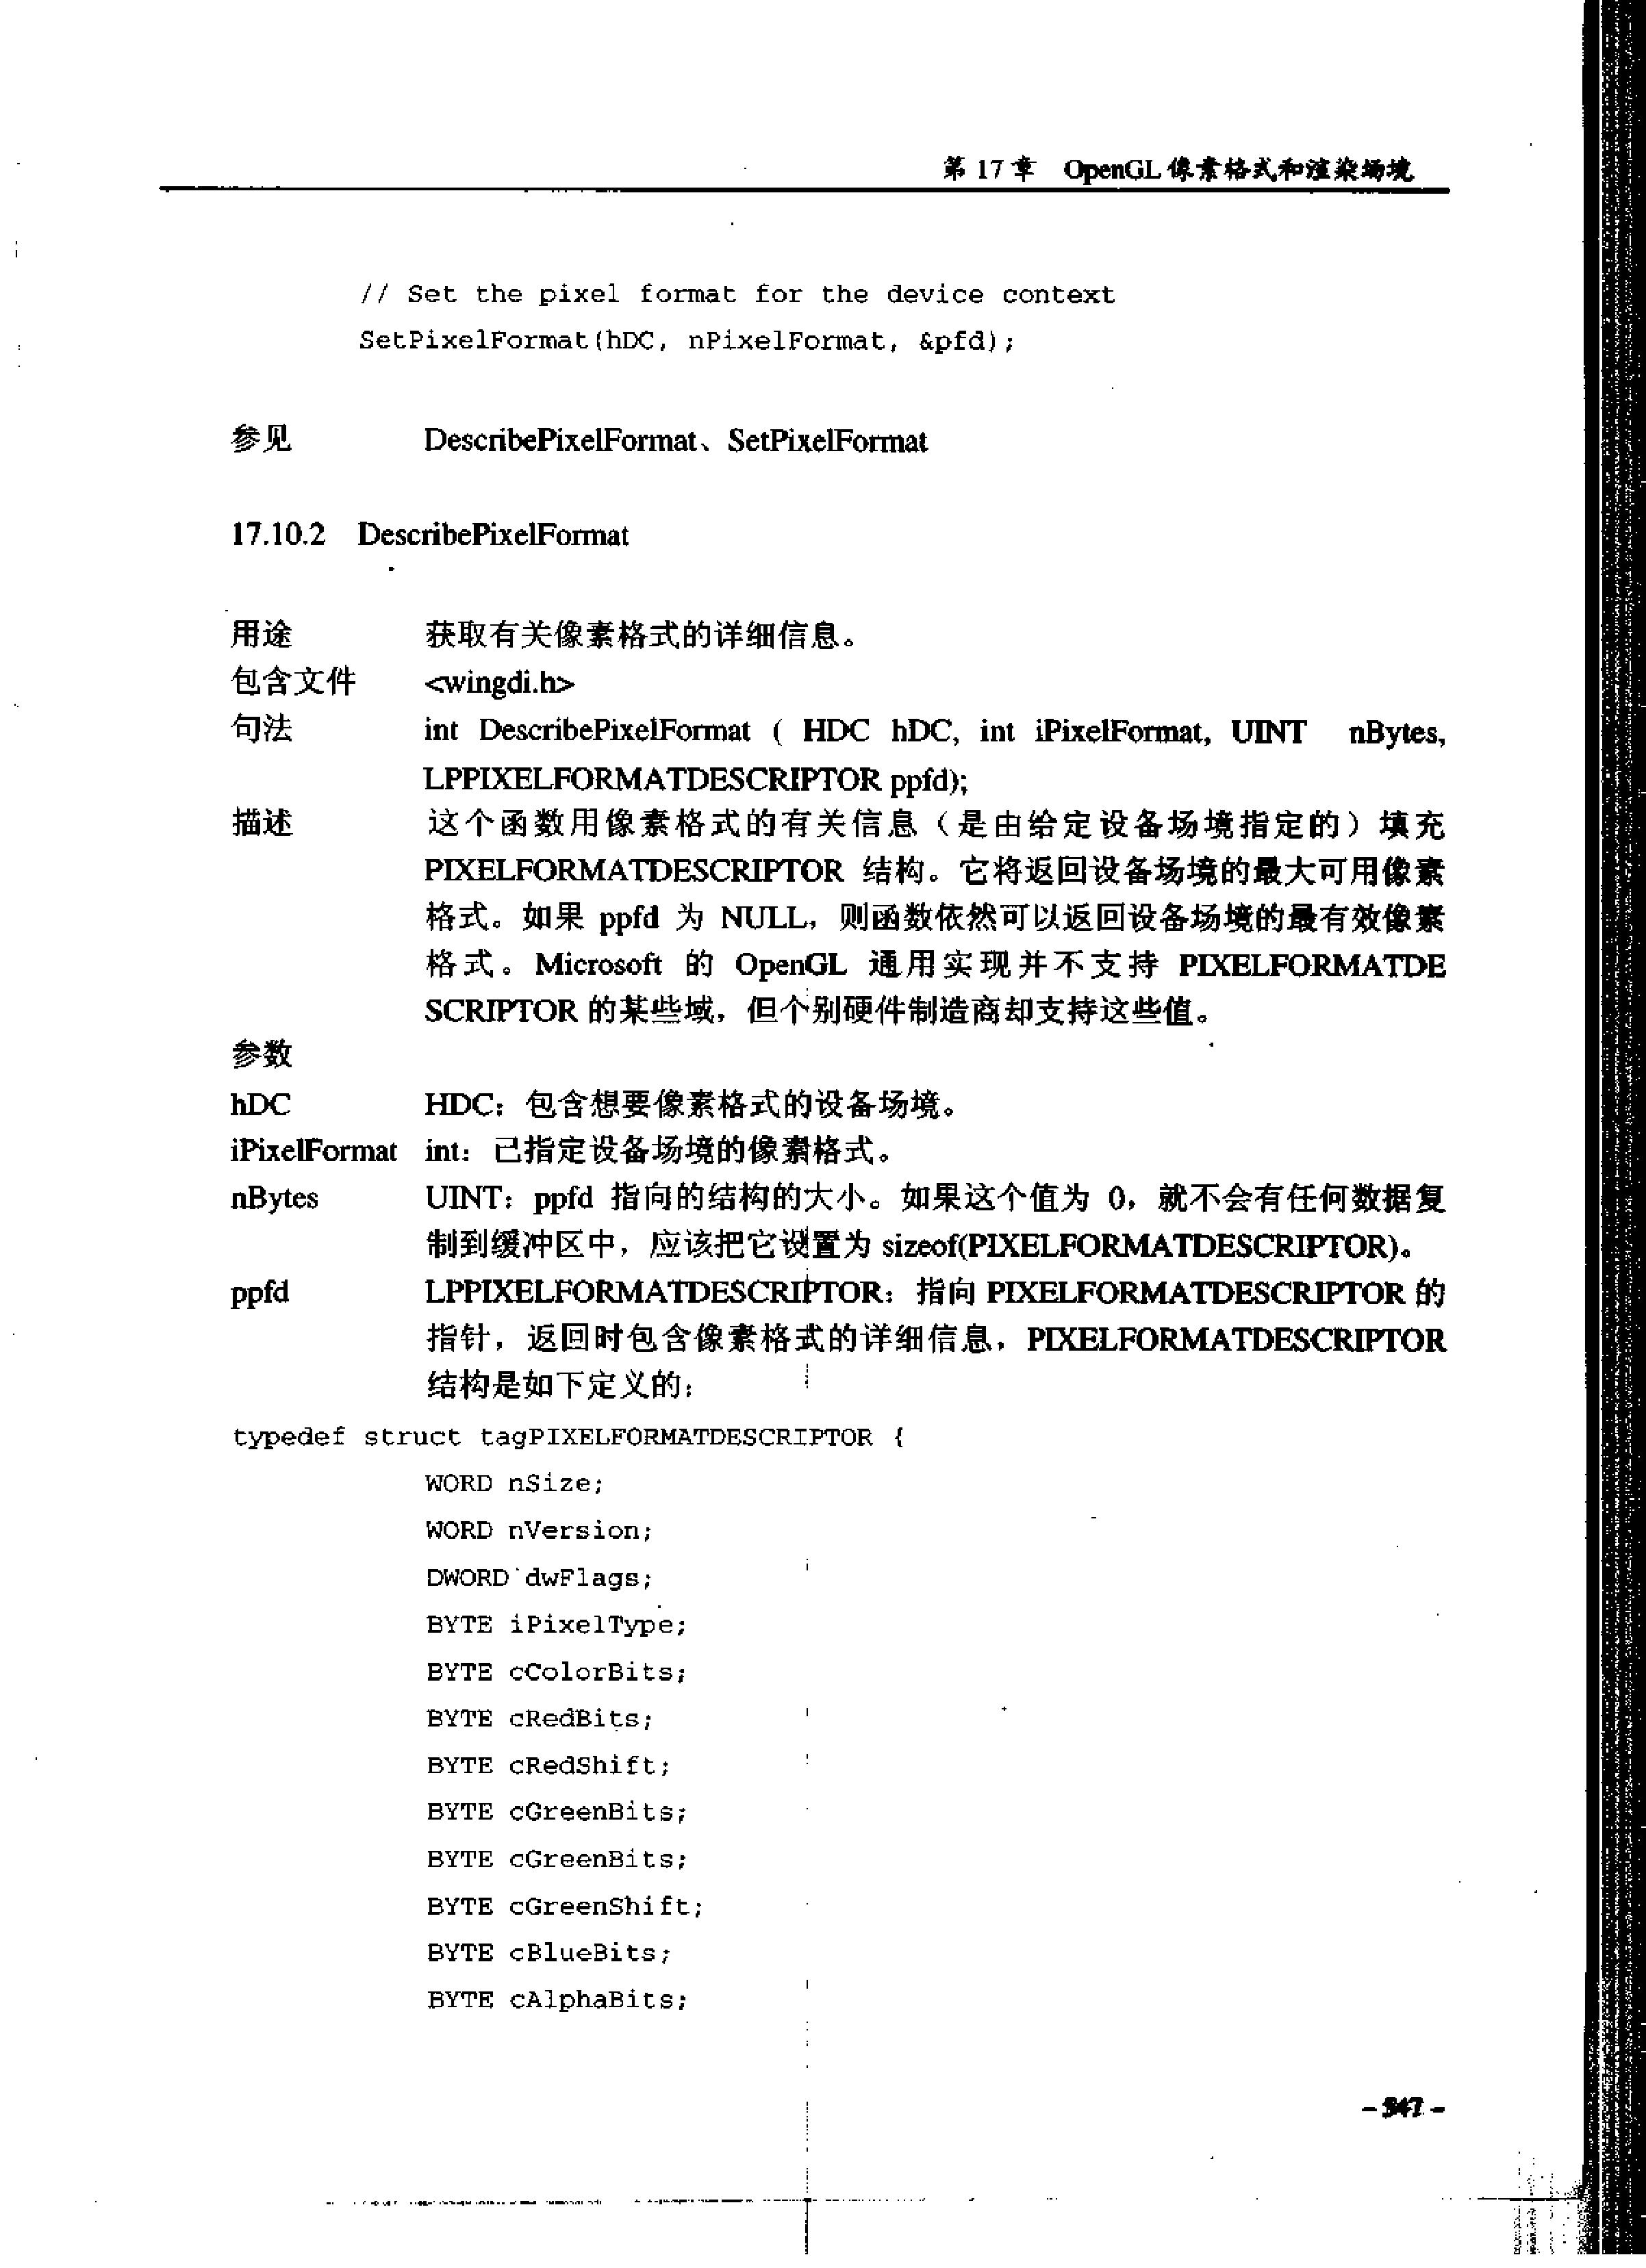 第 17 章 OpenGL 像素格式和渲染场境
// Set the pixel format for the device context
SetPixelFormat(hDC, nPixelFormat, &pfd);
参见 DescribePixelFormat、SetPixelFormat
17.10.2 DescribePixelFormat
用途 获取有关像素格式的详细信息。
包含文件 <wingdi.h>
句法 int DescribePixelFormat ( HDC hDC, int iPixelFormat, UINT nBytes,
LPPIXELFORMATDESCRIPTOR ppfd);
描述 这个函数用像素格式的有关信息（是由给定设备场境指定的）填充
PIXELFORMATDESCRIPTOR 结构。它将返回设备场境的最大可用像素
格式。如果 ppfd 为 NULL，则函数依然可以返回设备场境的最有效像素
格式。Microsoft 的 OpenGL 通用实现并不支持 PIXELFORMATDE
SCRIPTOR 的某些域，但个别硬件制造商却支持这些值。
参数
hDC HDC：包含想要像素格式的设备场境。
iPixelFormat int：已指定设备场境的像素格式。
nBytes UINT：ppfd 指向的结构的大小。如果这个值为 0，就不会有任何数据复
制到缓冲区中，应该把它设置为 sizeof(PIXELFORMATDESCRIPTOR)。
ppfd LPPIXELFORMATDESCRIPTOR：指向 PIXELFORMATDESCRIPTOR 的
指针，返回时包含像素格式的详细信息，PIXELFORMATDESCRIPTOR
结构是如下定义的：
typedef struct tagPIXELFORMATDESCRIPTOR {
WORD nSize;
WORD nVersion;
DWORD dwFlags;
BYTE iPixelType;
BYTE cColorBits;
BYTE cRedBits;
BYTE cRedShift;
BYTE cGreenBits;
BYTE cGreenBits;
BYTE cGreenShift;
BYTE cBlueBits;
BYTE cAlphaBits;
-547-